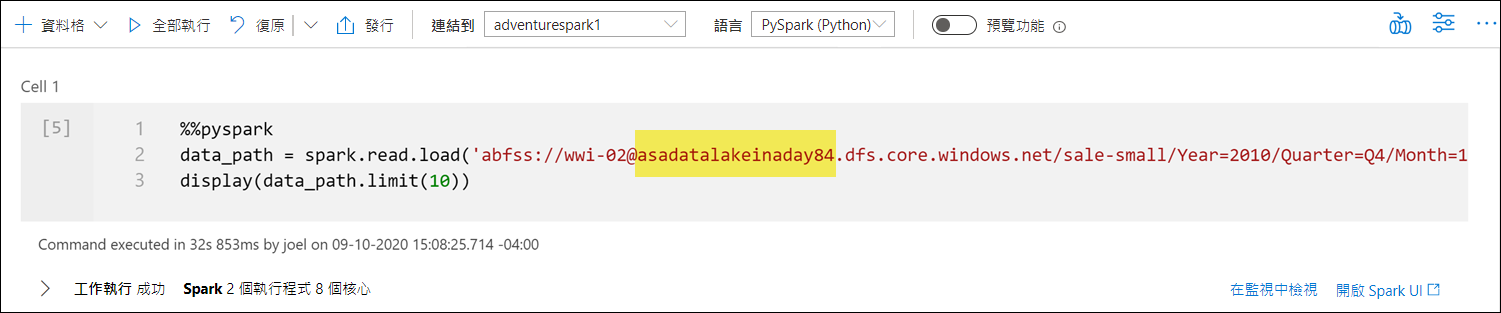 資料格 全部執行 復原 發行 連結到 adventurespark1 語言 PySpark (Python) 預覽功能
Cell 1
[5]
1 %%pyspark
2 data_path = spark.read.load('abfss://wwi-02@asadatalakeinaday84.dfs.core.windows.net/sale-small/Year=2010/Quarter=Q4/Month=1
3 display(data_path.limit(10))
Command executed in 32s 853ms by joel on 09-10-2020 15:08:25.714 -04:00
工作執行 成功 Spark 2 個執行程式 8 個核心 在監視中檢視 開啟 Spark UI